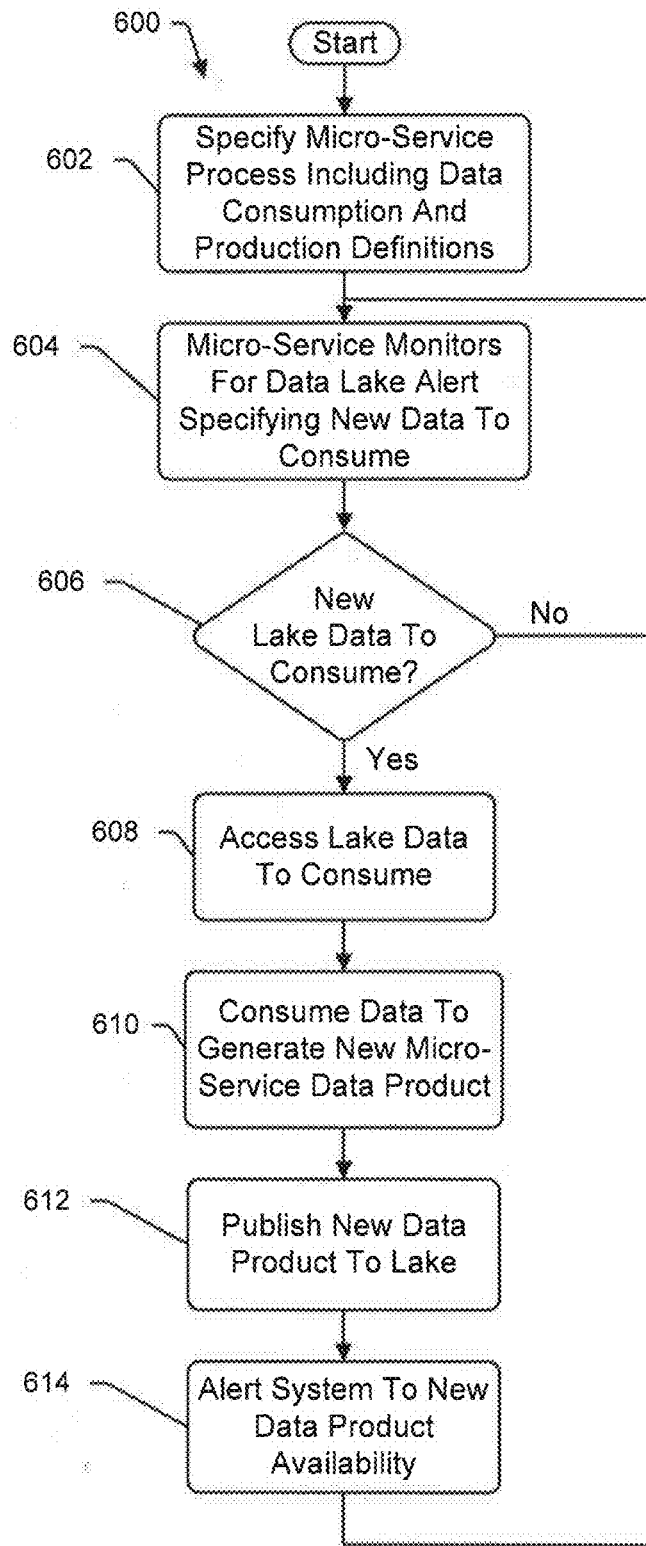 600
Start
602
Specify Micro-Service
Process Including Data
Consumption And
Production Definitions
604
Micro-Service Monitors
For Data Lake Alert
Specifying New Data To
Consume
606
New
Lake Data To
Consume?
No
Yes
608
Access Lake Data
To Consume
610
Consume Data To
Generate New Micro-
Service Data Product
612
Publish New Data
Product To Lake
614
Alert System To New
Data Product
Availability